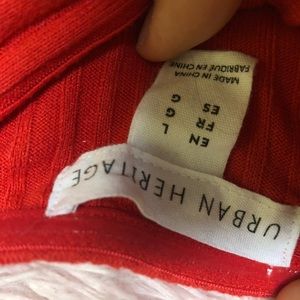 URBAN HERITAGE
EN FR ES
L G G
MADE IN CHINA
FABRIQUE EN CHINE